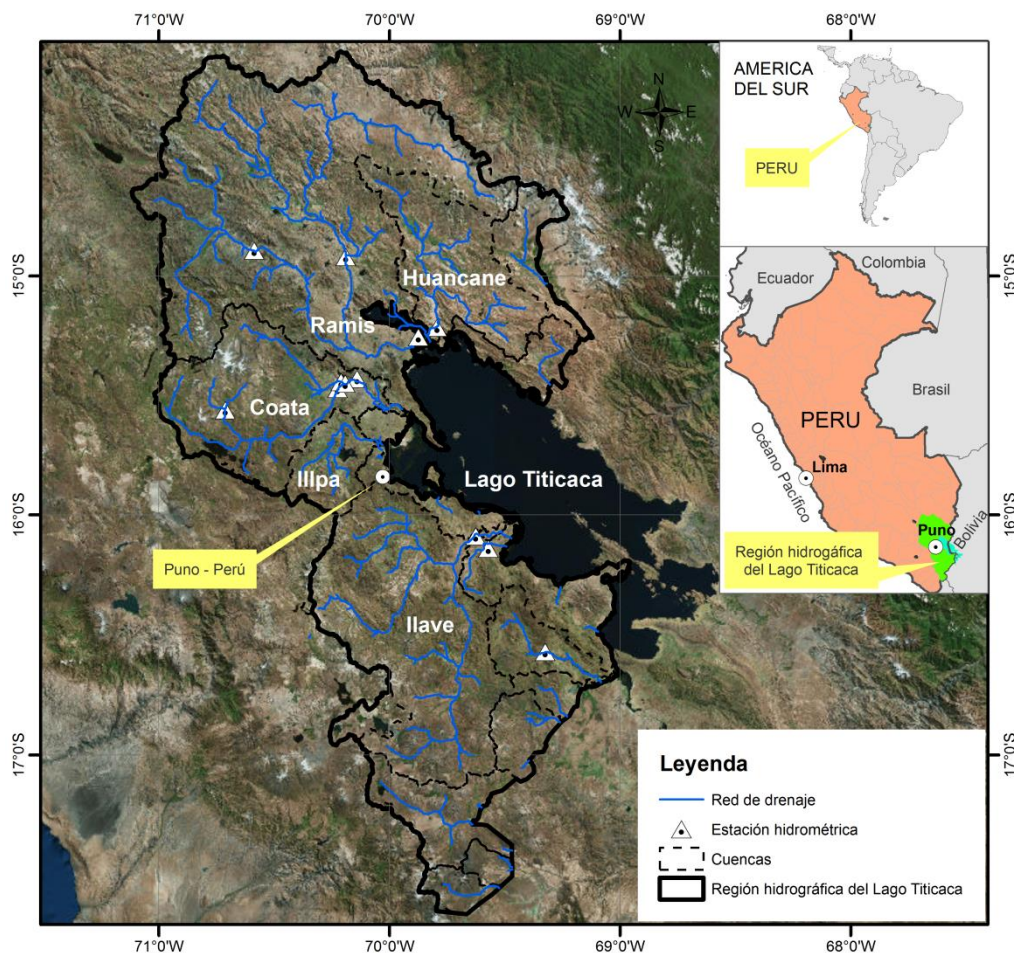 71°0'W 70°0'W 69°0'W 68°0'W
15°0'S
16°0'S
17°0'S
15°0'S
16°0'S
17°0'S
71°0'W 70°0'W 69°0'W 68°0'W
N
W E
S
Huancane
Ramis
Coata
Illpa
Lago Titicaca
Puno - Perú
Ilave
AMERICA
DEL SUR
PERU
Ecuador
Colombia
Brasil
PERU
Océano Pacífico
Lima
Puno
Bolivia
Región hidrogáfica
del Lago Titicaca
Leyenda
Red de drenaje
Estación hidrométrica
Cuencas
Región hidrográfica del Lago Titicaca